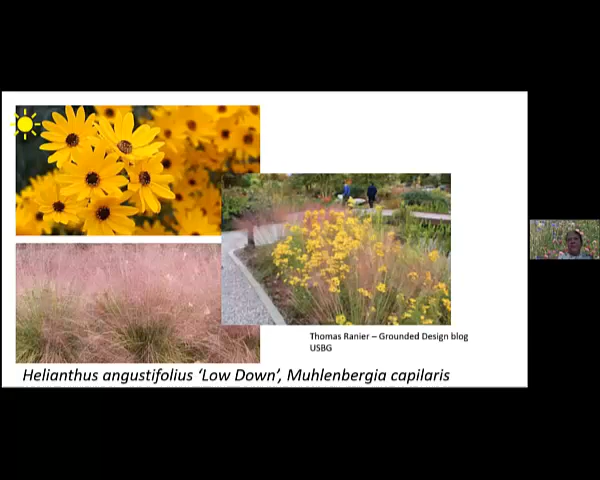 Thomas Ranier – Grounded Design blog
USBG
Helianthus angustifolius ‘Low Down’, Muhlenbergia capilaris